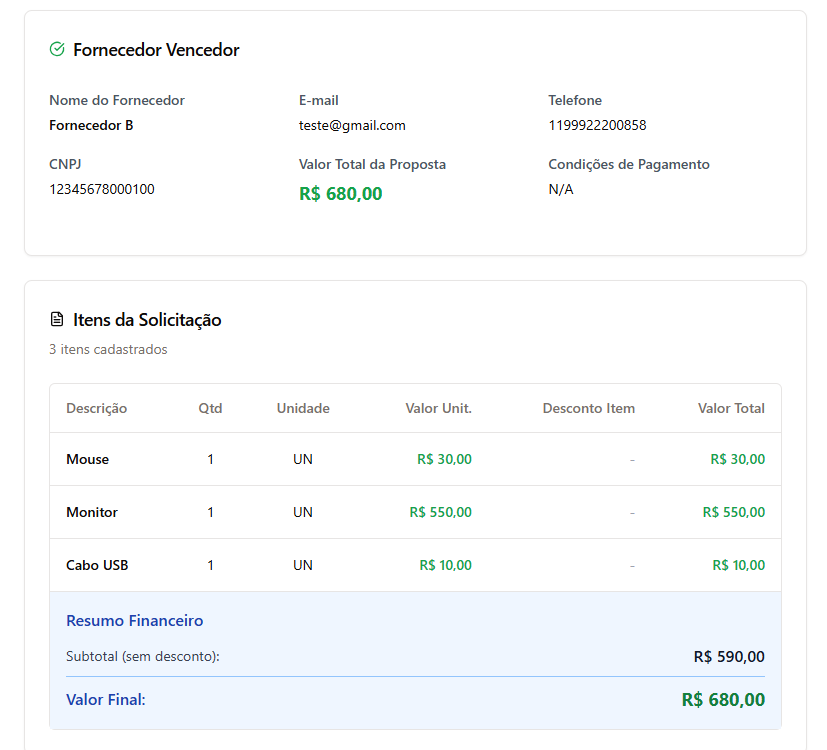 Fornecedor Vencedor
Nome do Fornecedor E-mail Telefone
Fornecedor B teste@gmail.com 1199922200858
CNPJ Valor Total da Proposta Condições de Pagamento
12345678000100 R$ 680,00 N/A
Itens da Solicitação
3 itens cadastrados
Descrição Qtd Unidade Valor Unit. Desconto Item Valor Total
Mouse 1 UN R$ 30,00 - R$ 30,00
Monitor 1 UN R$ 550,00 - R$ 550,00
Cabo USB 1 UN R$ 10,00 - R$ 10,00
Resumo Financeiro
Subtotal (sem desconto): R$ 590,00
Valor Final: R$ 680,00